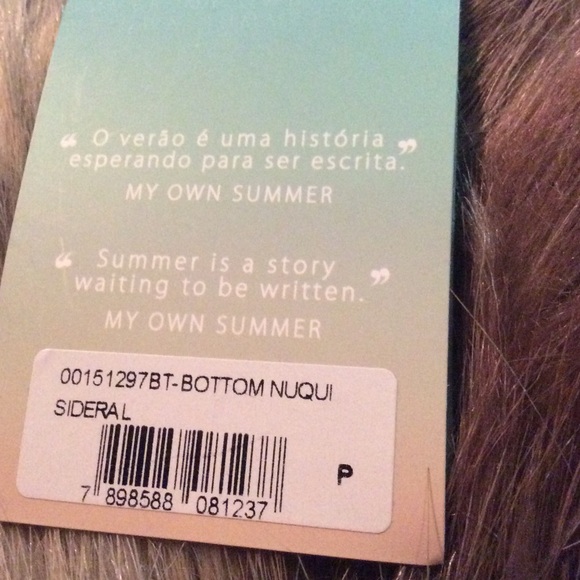 “ O verão é uma história
esperando para ser escrita.”
MY OWN SUMMER
“ Summer is a story
waiting to be written. ”
MY OWN SUMMER
00151297BT-BOTTOM NUQUI
SIDERAL
P
7 898588 081237